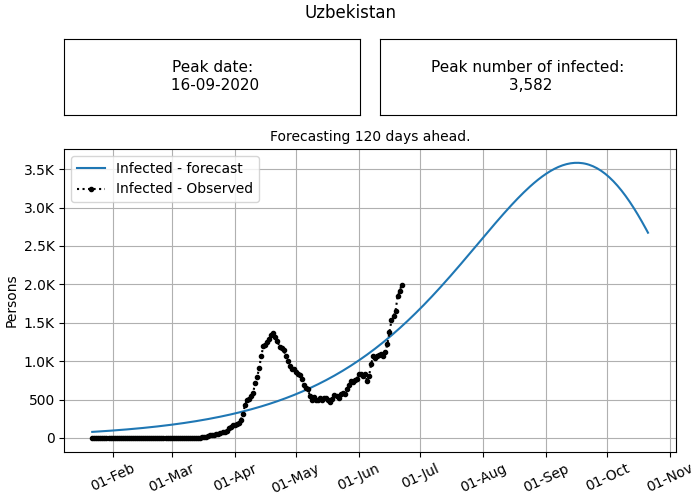 Uzbekistan
Peak date:
16-09-2020
Peak number of infected:
3,582
Forecasting 120 days ahead.
Infected - forecast
Infected - Observed
Persons
3.5K
3.0K
2.5K
2.0K
1.5K
1.0K
500
0
01-Feb
01-Mar
01-Apr
01-May
01-Jun
01-Jul
01-Aug
01-Sep
01-Oct
01-Nov